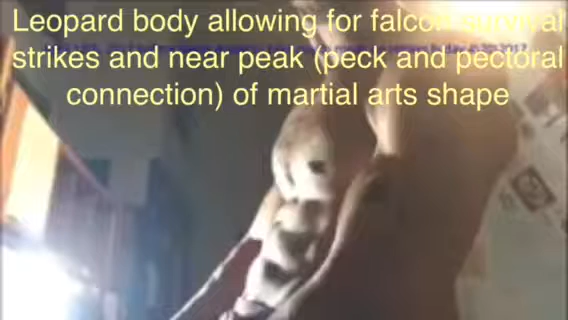 Leopard body allowing for falcon survival
strikes and near peak (peck and pectoral
connection) of martial arts shape